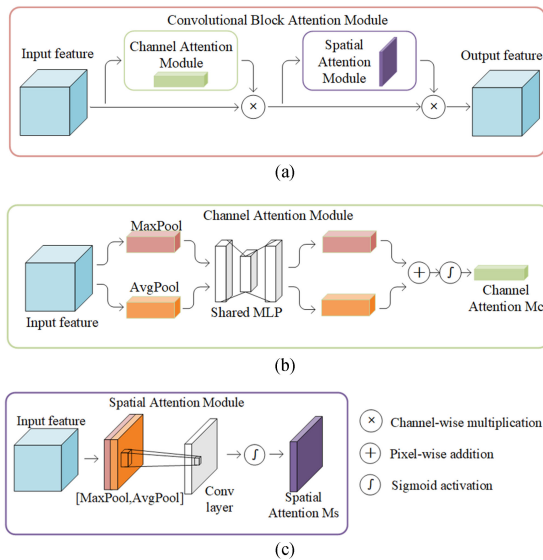 Convolutional Block Attention Module
Input feature
Channel Attention
Module
Spatial
Attention
Module
Output feature
×
×
(a)
Channel Attention Module
MaxPool
AvgPool
Input feature
Shared MLP
+
∫
Channel
Attention Mc
(b)
Spatial Attention Module
Input feature
[MaxPool,AvgPool]
Conv
layer
∫
Spatial
Attention Ms
× Channel-wise multiplication
+ Pixel-wise addition
∫ Sigmoid activation
(c)